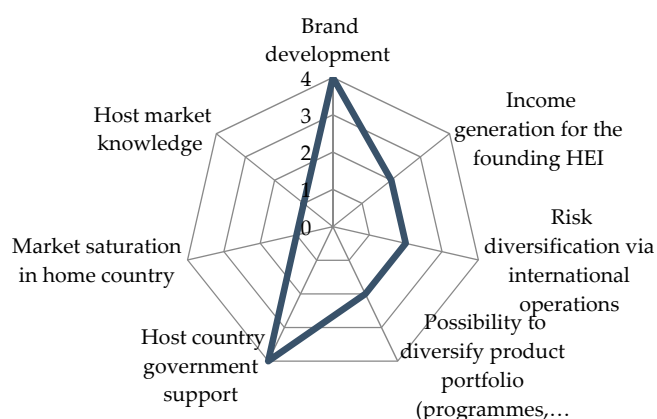 Brand
development
4
3
2
1
0
Income
generation for the
founding HEI
Risk
diversification via
international
operations
Possibility to
diversify product
portfolio
(programmes,…
Host country
government
support
Market saturation
in home country
Host market
knowledge